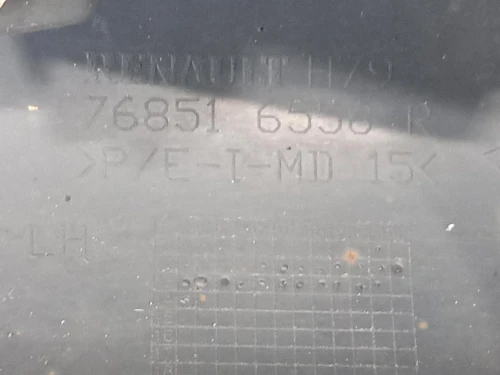 RENAULT H79
76851 6556 R
>P/E-I-MD 15<
LH